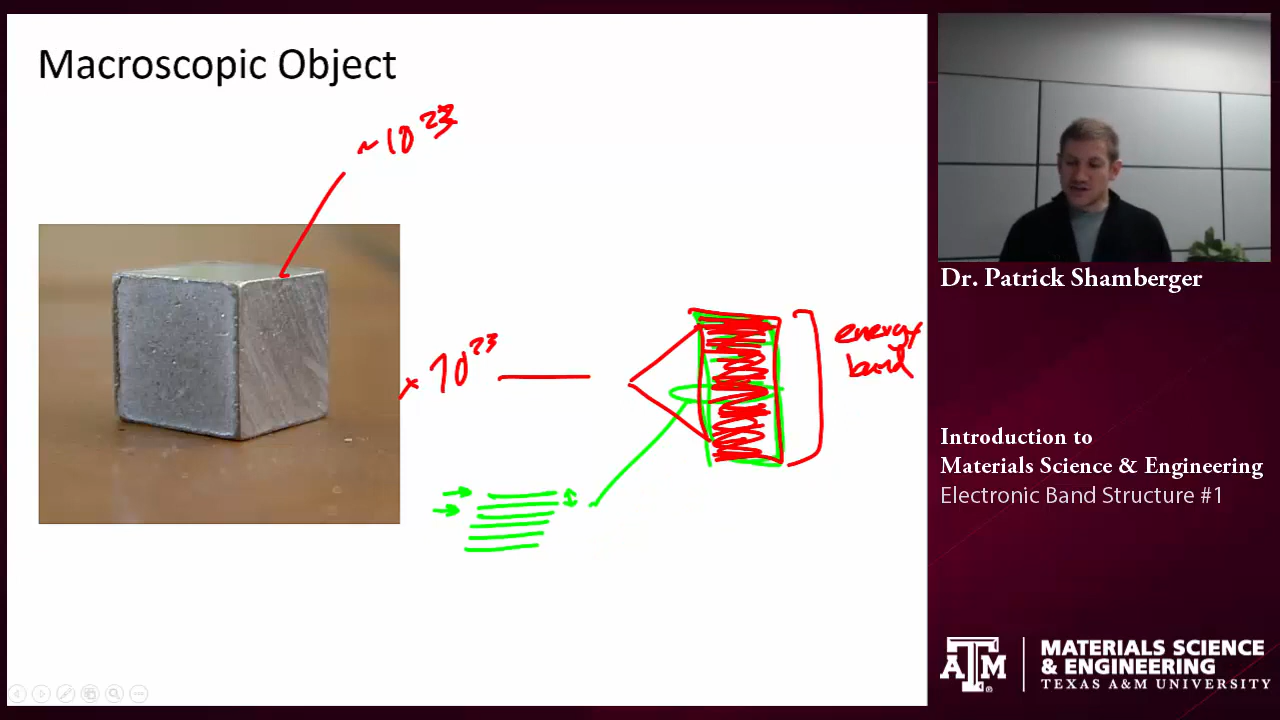 Macroscopic Object
~10²³
× 10²³
energy
band
Dr. Patrick Shamberger
Introduction to
Materials Science & Engineering
Electronic Band Structure #1
ATM
MATERIALS SCIENCE
& ENGINEERING
TEXAS A&M UNIVERSITY